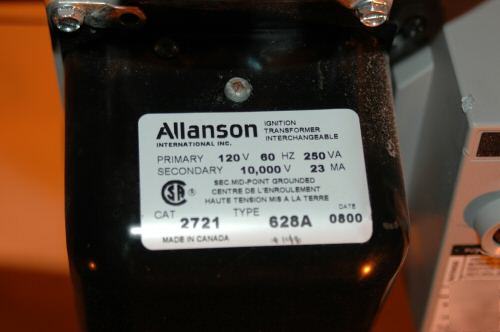 Allanson IGNITION
TRANSFORMER
INTERNATIONAL INC. INTERCHANGEABLE
PRIMARY 120 V 60 HZ 250 VA
SECONDARY 10,000 V 23 MA
SEC. MID-POINT GROUNDED
CENTRE DE L'ENROULEMENT
HAUTE TENSION MIS A LA TERRE
CAT 2721 TYPE 628A DATE 0800
MADE IN CANADA